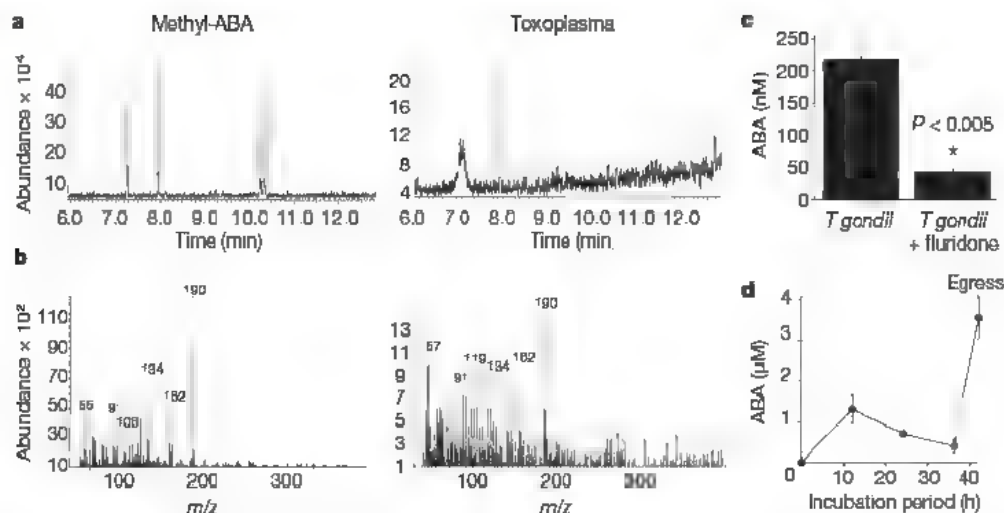 a
Methyl-ABA
Abundance × 10⁴
40
30
20
10
6.0 7.0 8.0 9.0 10.0 11.0 12.0
Time (min)
Toxoplasma
20
16
12
8
4
6.0 7.0 8.0 9.0 10.0 11.0 12.0
Time (min
b
Abundance × 10²
110
90
70
50
30
10
190
134
162
100 200 300
m/z
13
11
9
7
5
3
1
57
119
134
162
190
100 200 300
m/z
c
ABA (nM)
250
200
150
100
50
0
P < 0.005
*
T gondii
T gondii
+ fluridone
d
Egress
ABA (µM)
4
3
2
1
0
0 10 20 30 40
Incubation period (h)